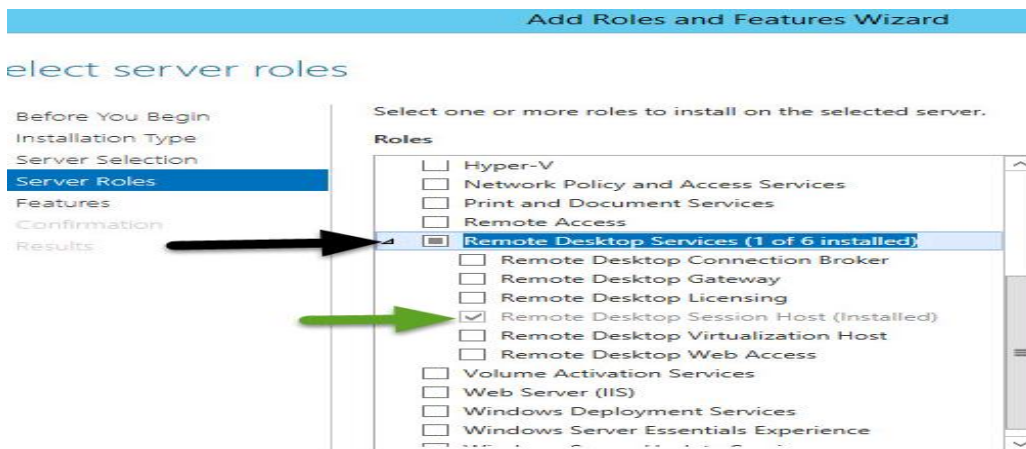 Add Roles and Features Wizard
elect server roles
Before You Begin
Installation Type
Server Selection
Server Roles
Features
Confirmation
Results
Select one or more roles to install on the selected server.
Roles
Hyper-V
Network Policy and Access Services
Print and Document Services
Remote Access
Remote Desktop Services (1 of 6 installed)
Remote Desktop Connection Broker
Remote Desktop Gateway
Remote Desktop Licensing
Remote Desktop Session Host (Installed)
Remote Desktop Virtualization Host
Remote Desktop Web Access
Volume Activation Services
Web Server (IIS)
Windows Deployment Services
Windows Server Essentials Experience